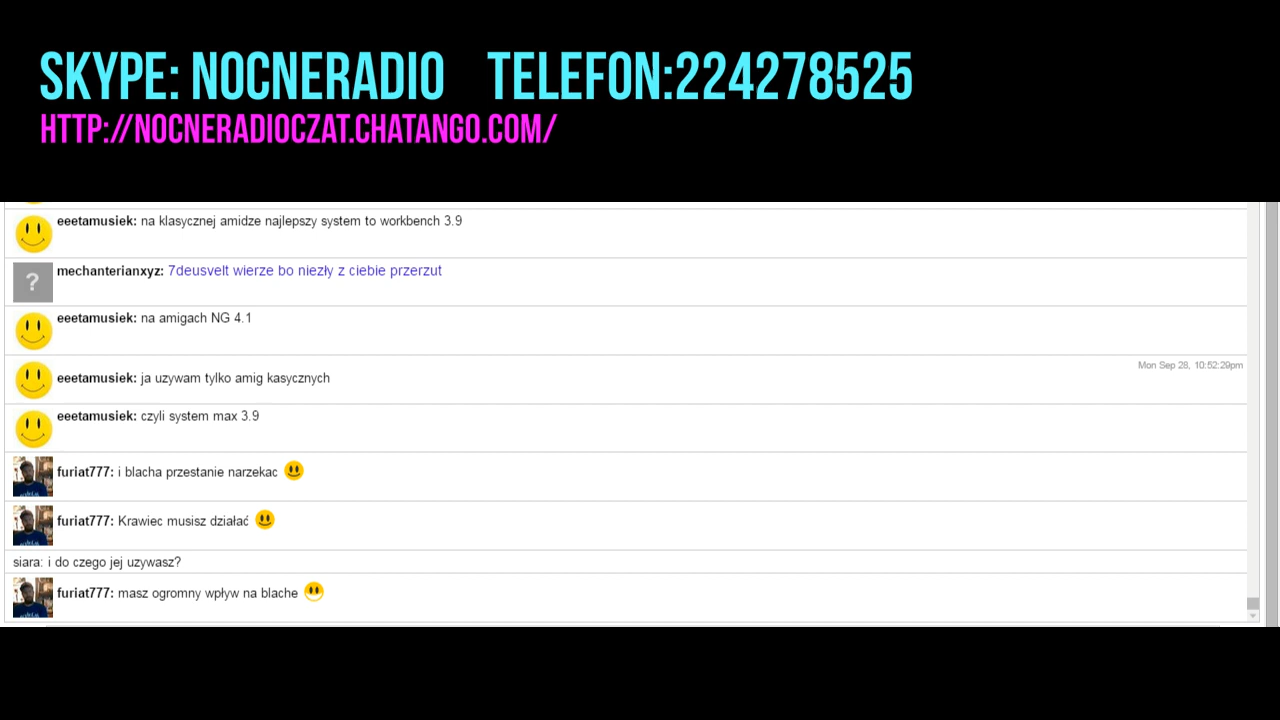 SKYPE: NOCNERADIO TELEFON:224278525
HTTP://NOCNERADIOCZAT.CHATANGO.COM/
eeetamusiek: na klasycznej amidze najlepszy system to workbench 3.9
?
mechanterianxyz: 7deusvelt wierze bo niezły z ciebie przerzut
eeetamusiek: na amigach NG 4.1
Mon Sep 28, 10:52:29pm
eeetamusiek: ja uzywam tylko amig kasycznych
eeetamusiek: czyli system max 3.9
furiat777: i blacha przestanie narzekac
furiat777: Krawiec musisz działać
siara: i do czego jej uzywasz?
furiat777: masz ogromny wpływ na blache